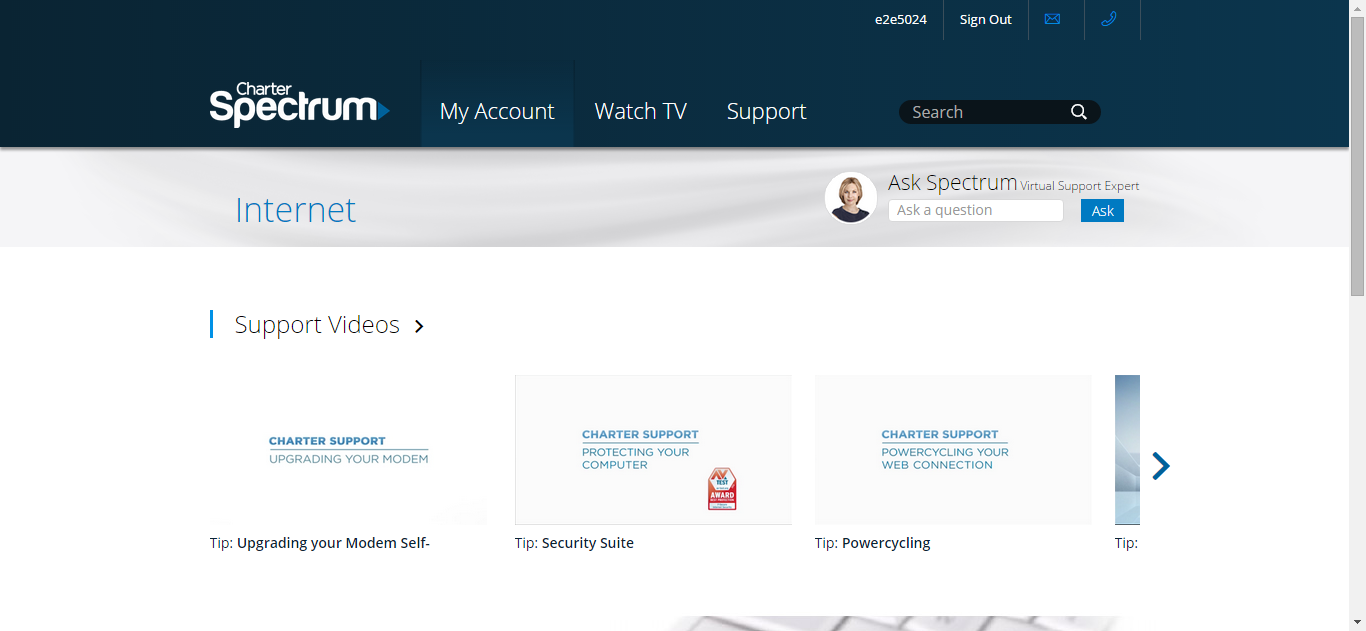 e2e5024 Sign Out
Charter
Spectrum
My Account Watch TV Support Search
Internet
Ask Spectrum Virtual Support Expert
Ask a question Ask
Support Videos
CHARTER SUPPORT
UPGRADING YOUR MODEM
CHARTER SUPPORT
PROTECTING YOUR
COMPUTER
TEST
AWARD
CHARTER SUPPORT
POWERCYCLING YOUR
WEB CONNECTION
Tip: Upgrading your Modem Self-
Tip: Security Suite
Tip: Powercycling
Tip: